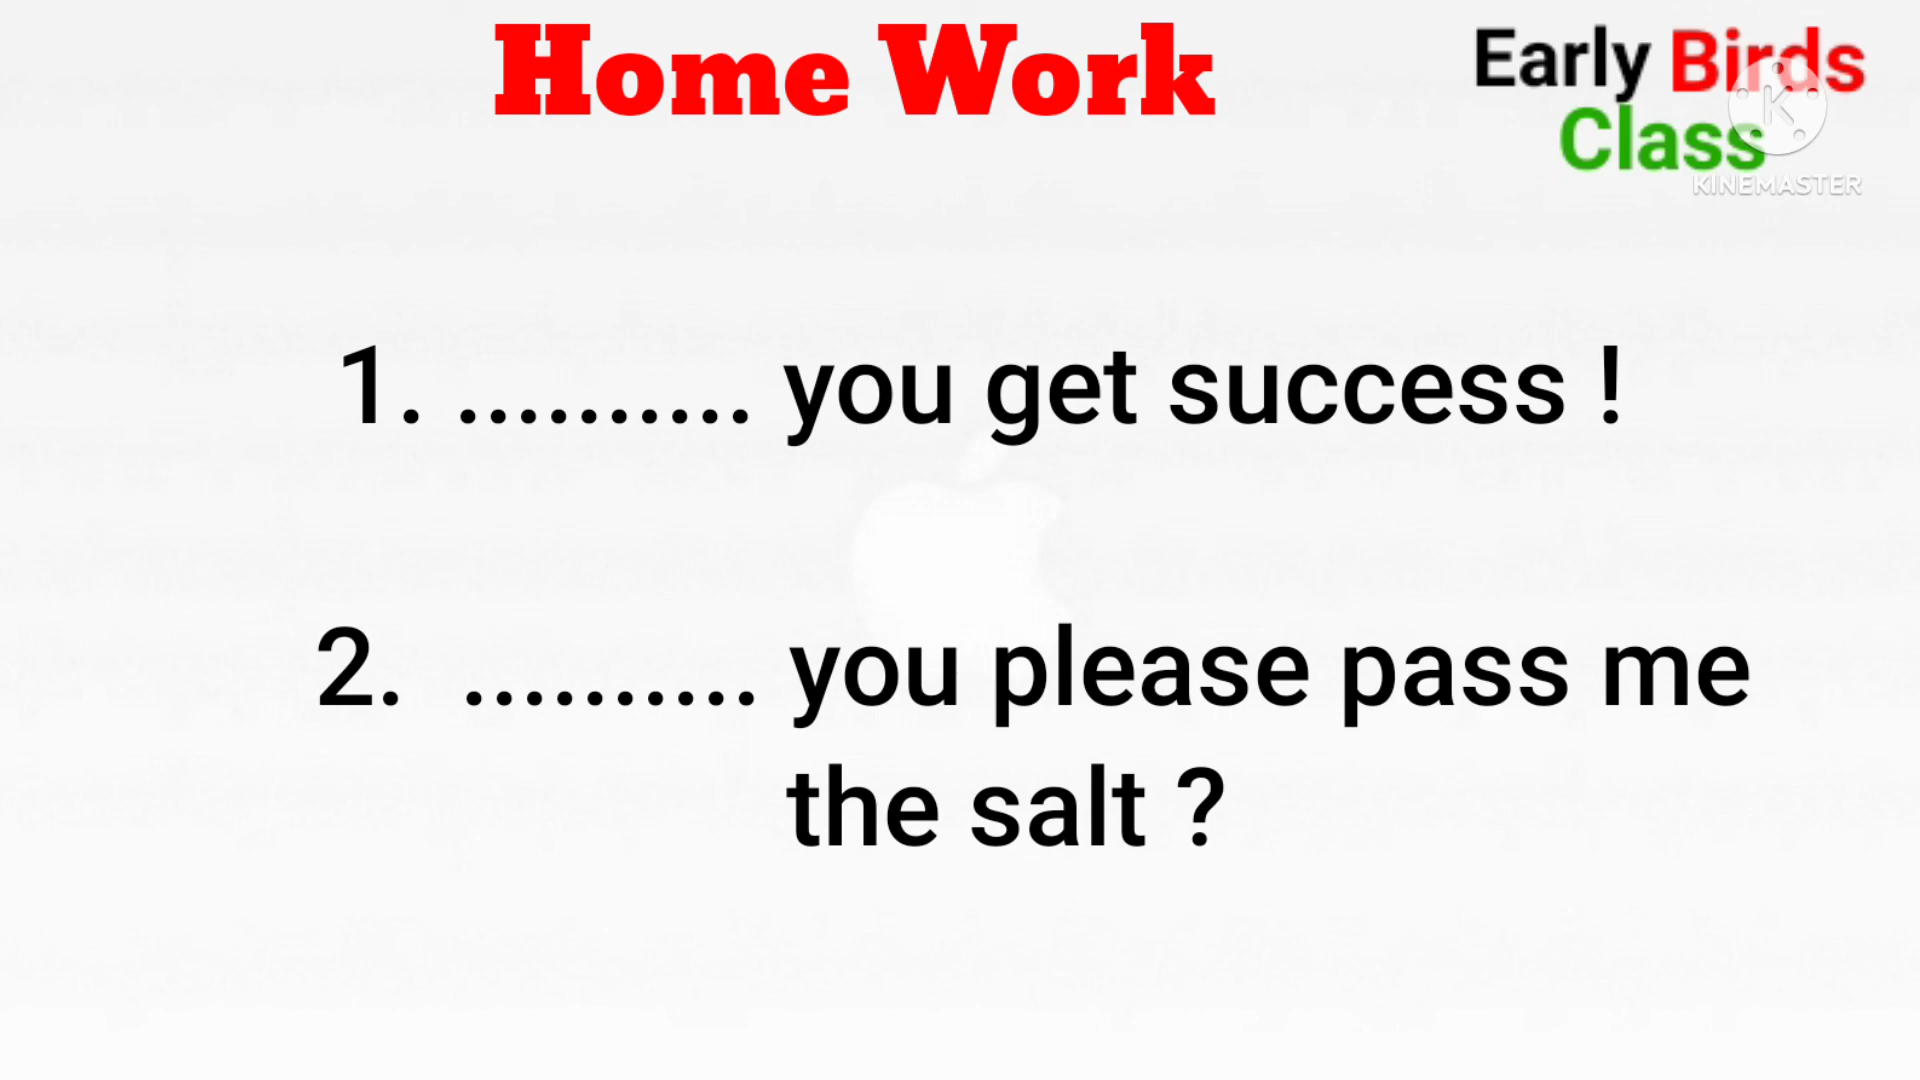 Home Work
Early Birds
Class
KINEMASTER
1. .......... you get success !
2. .......... you please pass me
the salt ?